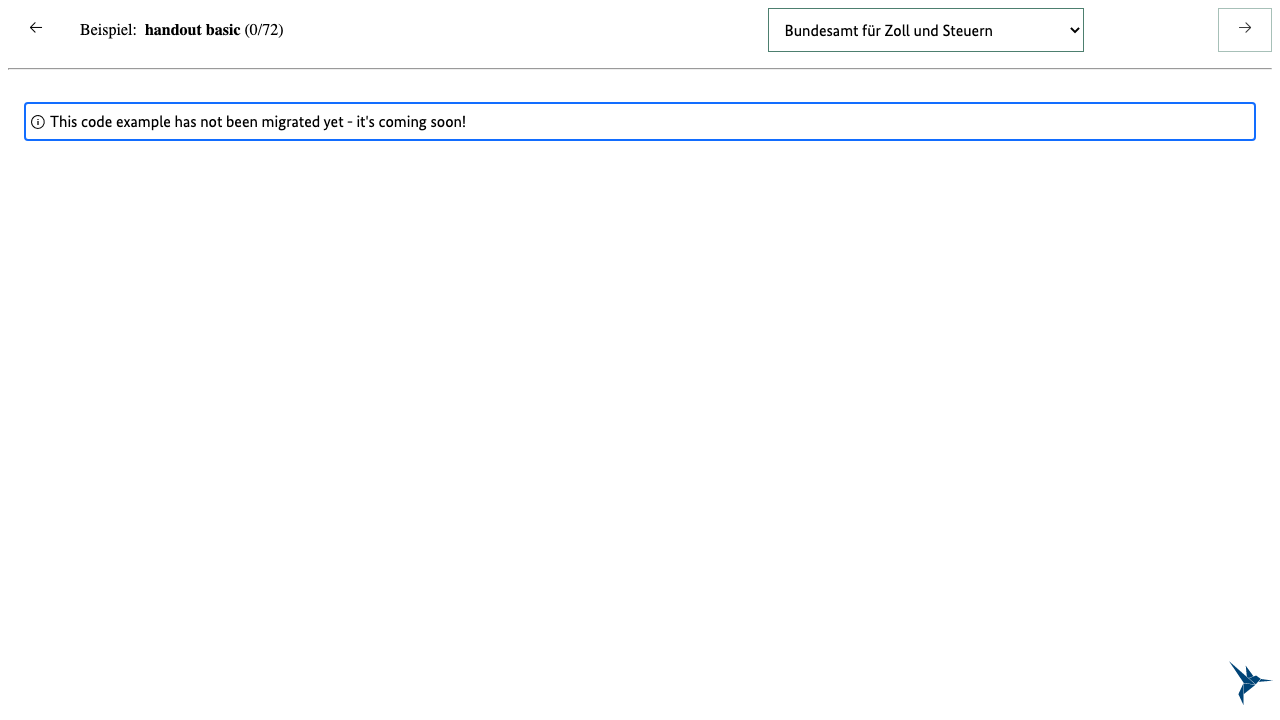 Beispiel: handout basic (0/72)
Bundesamt für Zoll und Steuern
This code example has not been migrated yet - it's coming soon!